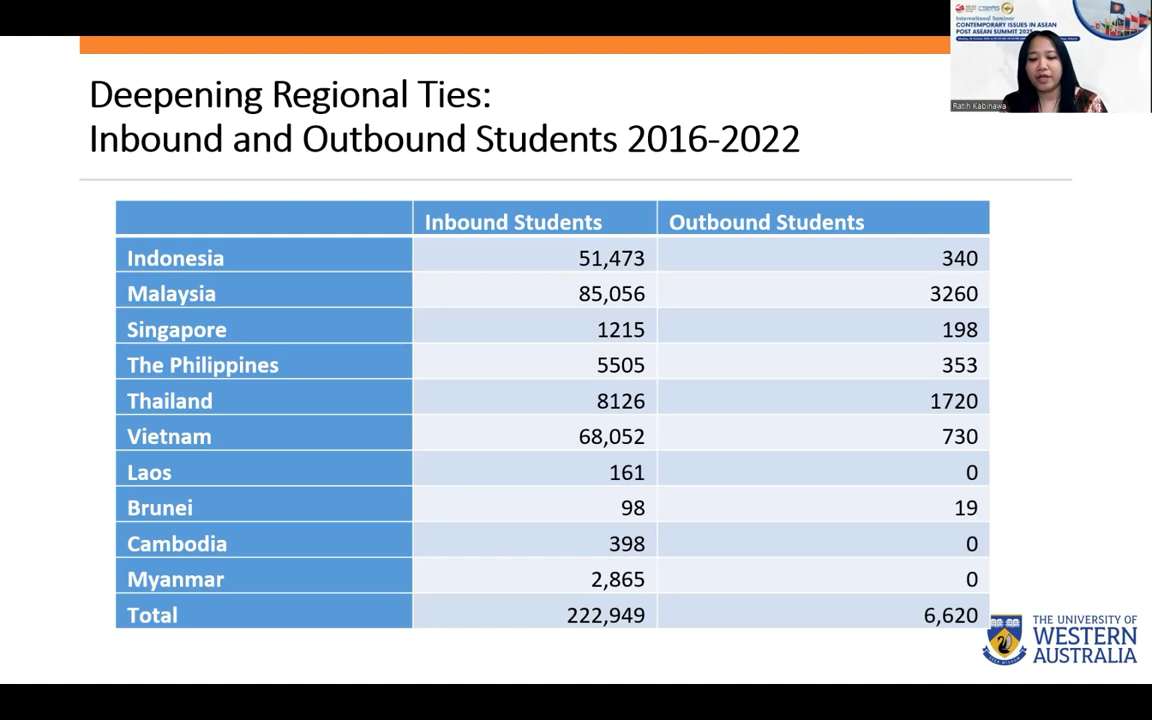 International Seminar
CONTEMPORARY ISSUES IN ASEAN
POST ASEAN SUMMIT 2023
Ratih Kabinawa
Deepening Regional Ties:
Inbound and Outbound Students 2016-2022
Inbound Students Outbound Students
Indonesia 51,473 340
Malaysia 85,056 3260
Singapore 1215 198
The Philippines 5505 353
Thailand 8126 1720
Vietnam 68,052 730
Laos 161 0
Brunei 98 19
Cambodia 398 0
Myanmar 2,865 0
Total 222,949 6,620
THE UNIVERSITY OF
WESTERN
AUSTRALIA